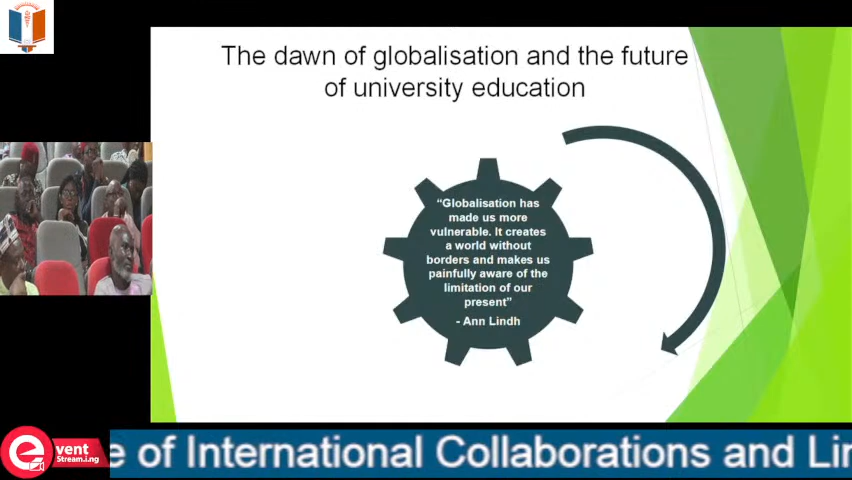 The dawn of globalisation and the future
of university education
“Globalisation has
made us more
vulnerable. It creates
a world without
borders and makes us
painfully aware of the
limitation of our
present”
- Ann Lindh
event
Stream.i.ng
e of International Collaborations and Lin